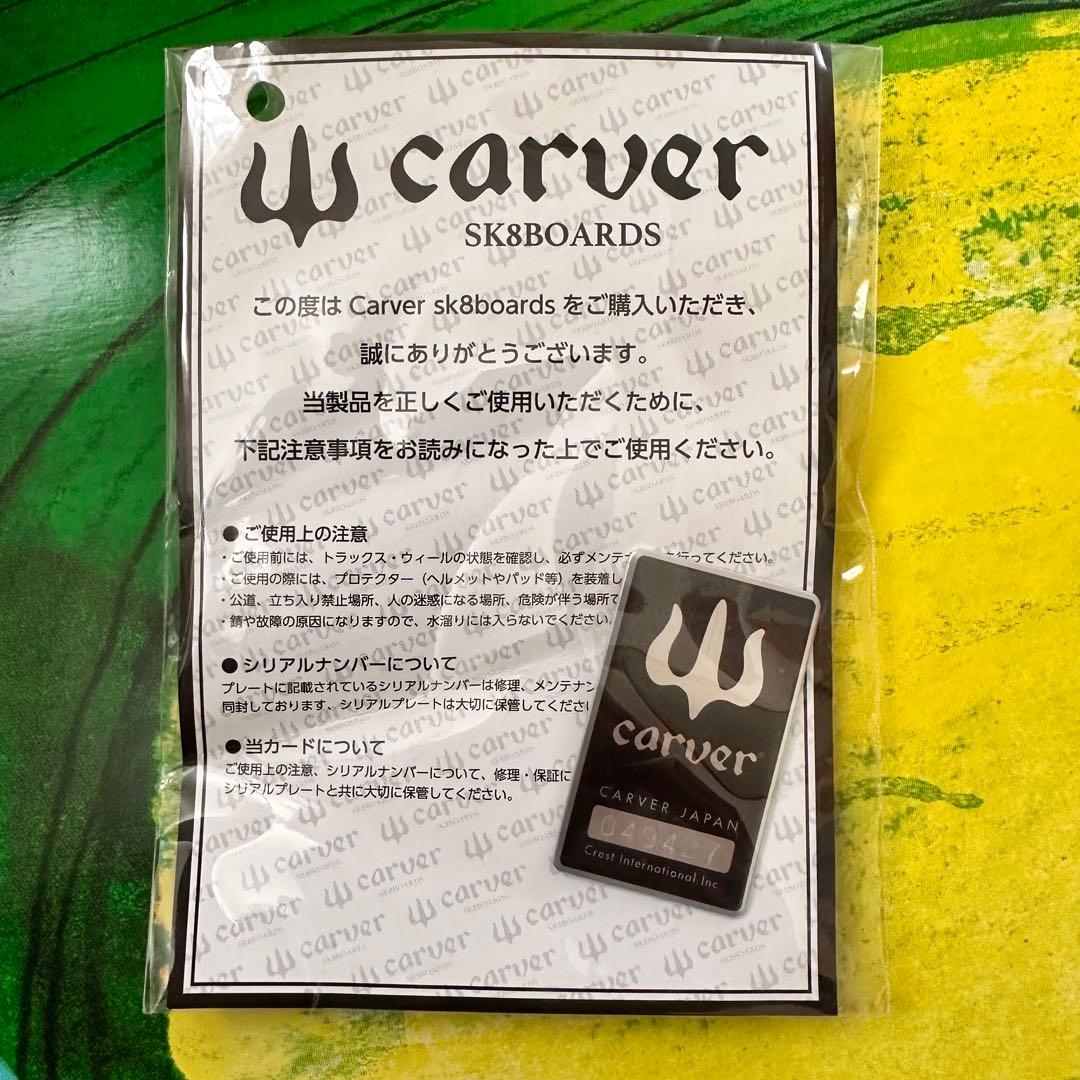 carver
SK8BOARDS
この度は Carver sk8boards をご購入いただき、
誠にありがとうございます。
当製品を正しくご使用いただくために、
下記注意事項をお読みになった上でご使用ください。
● ご使用上の注意
・ご使用前には、トラックス・ウィールの状態を確認し、必ずメンテ を行ってください。
・ご使用の際には、プロテクター（ヘルメットやパッド等）を装着し
・公道、立ち入り禁止場所、人の迷惑になる場所、危険が伴う場所で
・錆や故障の原因になりますので、水溜りには入らないでください。
● シリアルナンバーについて
プレートに記載されているシリアルナンバーは修理、メンテナン
同封しております、シリアルプレートは大切に保管してください
● 当カードについて
ご使用上の注意、シリアルナンバーについて、修理・保証に
シリアルプレートと共に大切に保管してください。
carver
CARVER JAPAN
Crest International, Inc